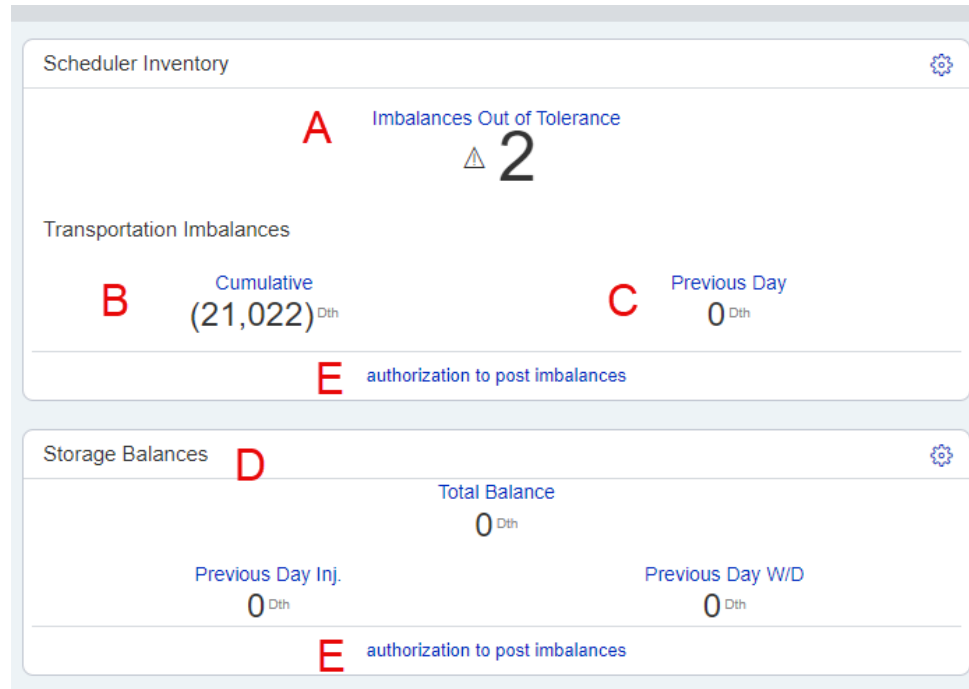 Scheduler Inventory
A Imbalances Out of Tolerance
⚠ 2
Transportation Imbalances
B Cumulative C Previous Day
(21,022) Dth 0 Dth
E authorization to post imbalances
Storage Balances D
Total Balance
0 Dth
Previous Day Inj. Previous Day W/D
0 Dth 0 Dth
E authorization to post imbalances